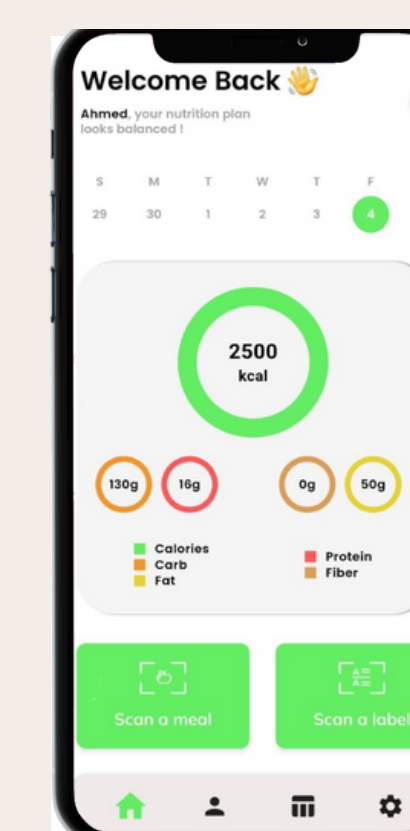 Welcome Back 👋
Ahmed, your nutrition plan
looks balanced !
S M T W T F
29 30 1 2 3 4
2500
kcal
130g 16g 0g 50g
Calories
Carb
Fat
Protein
Fiber
Scan a meal
Scan a label